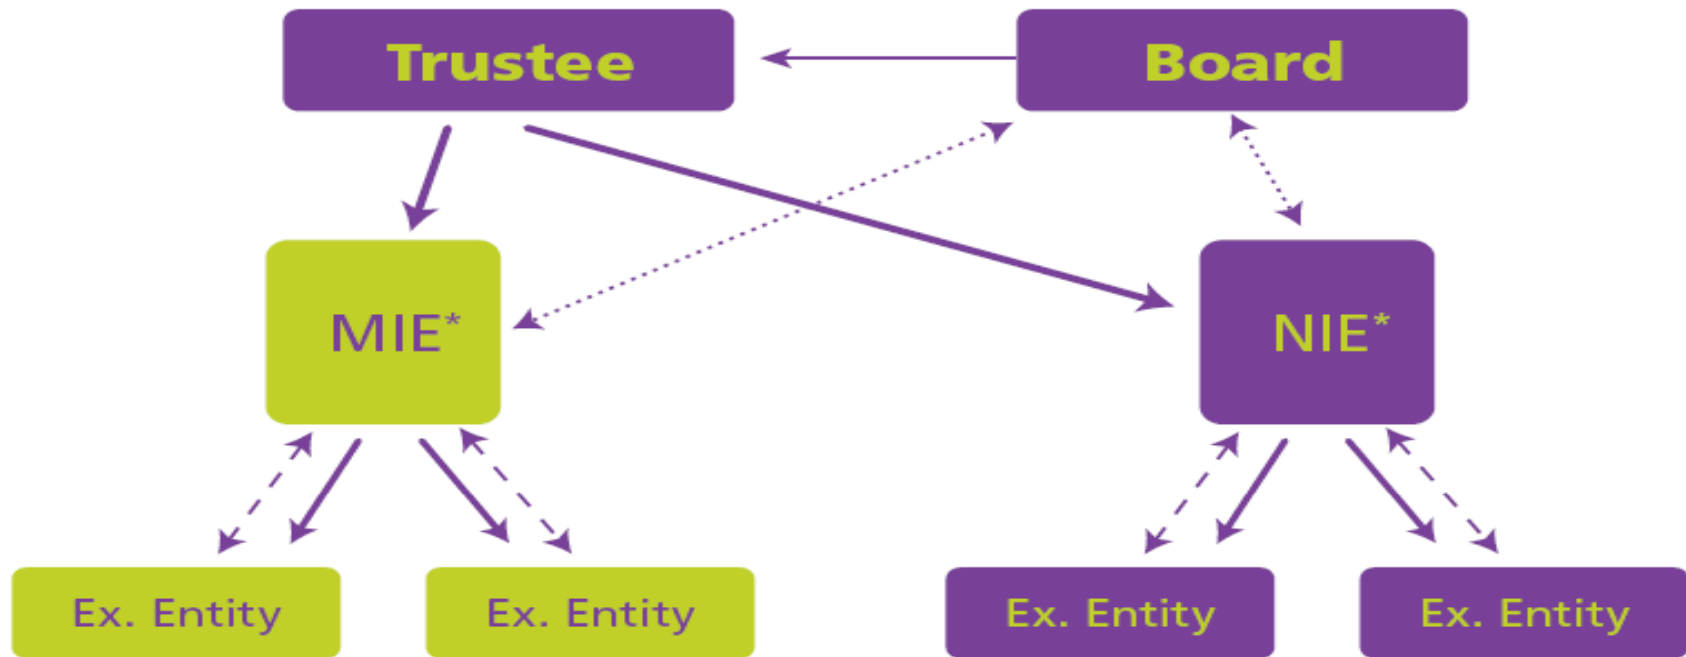 Trustee
Board
MIE*
NIE*
Ex. Entity
Ex. Entity
Ex. Entity
Ex. Entity